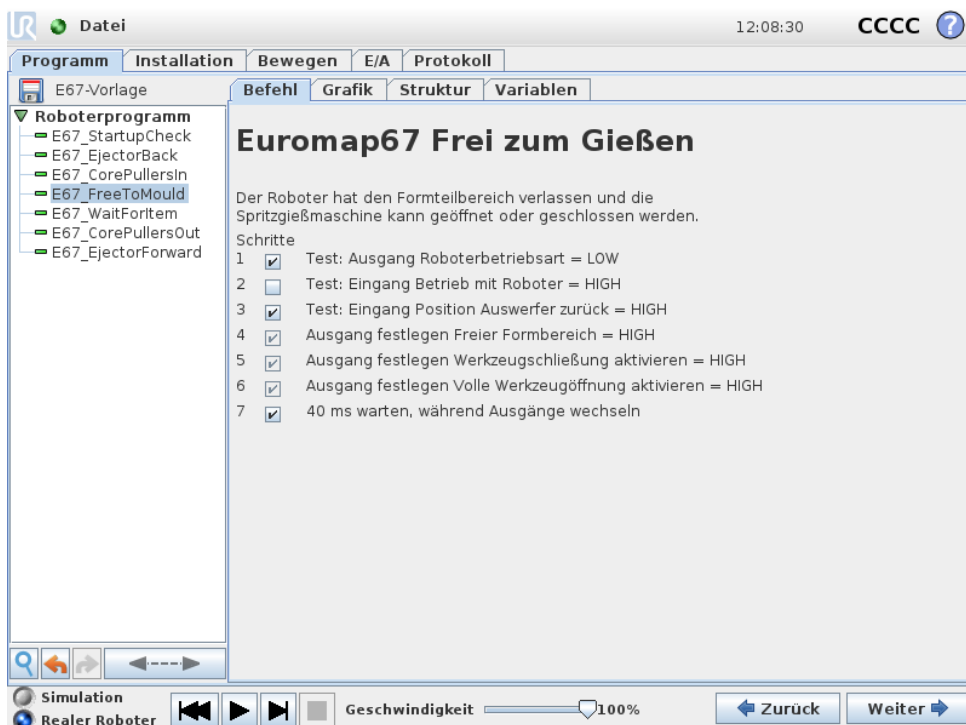 UR Datei 12:08:30 CCCC ?
Programm Installation Bewegen E/A Protokoll
E67-Vorlage
Befehl Grafik Struktur Variablen
Roboterprogramm
E67_StartupCheck
E67_EjectorBack
E67_CorePullersIn
E67_FreeToMould
E67_WaitForItem
E67_CorePullersOut
E67_EjectorForward
Euromap67 Frei zum Gießen
Der Roboter hat den Formteilbereich verlassen und die
Spritzgießmaschine kann geöffnet oder geschlossen werden.
Schritte
1 Test: Ausgang Roboterbetriebsart = LOW
2 Test: Eingang Betrieb mit Roboter = HIGH
3 Test: Eingang Position Auswerfer zurück = HIGH
4 Ausgang festlegen Freier Formbereich = HIGH
5 Ausgang festlegen Werkzeugschließung aktivieren = HIGH
6 Ausgang festlegen Volle Werkzeugöffnung aktivieren = HIGH
7 40 ms warten, während Ausgänge wechseln
Simulation
Realer Roboter
Geschwindigkeit 100%
Zurück Weiter